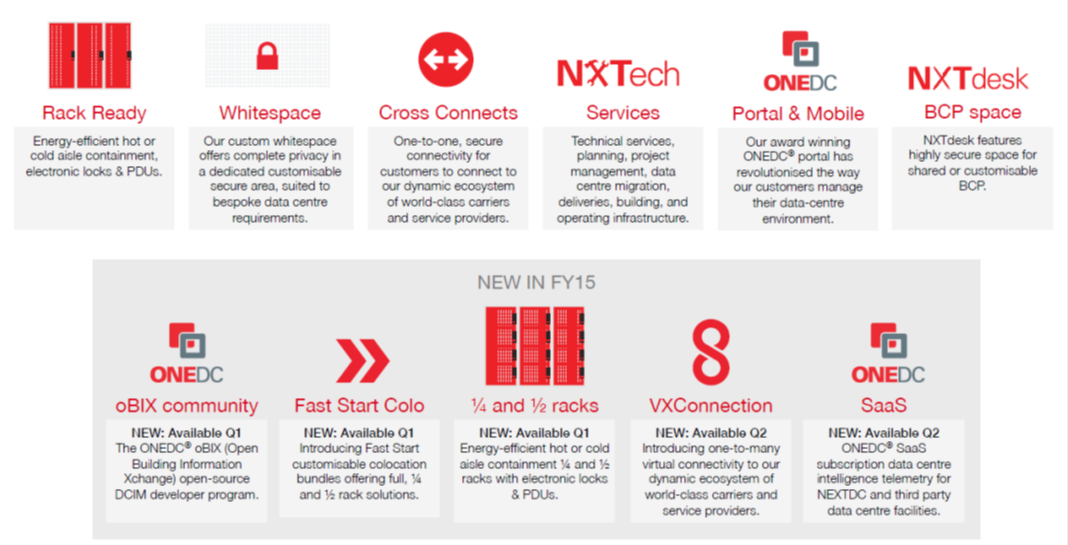 NXTech
ONEDC
NXTdesk
Rack Ready
Energy-efficient hot or
cold aisle containment,
electronic locks & PDUs.
Whitespace
Our custom whitespace
offers complete privacy in
a dedicated customisable
secure area, suited to
bespoke data centre
requirements.
Cross Connects
One-to-one, secure
connectivity for
customers to connect to
our dynamic ecosystem
of world-class carriers
and service providers.
Services
Technical services,
planning, project
management, data
centre migration,
deliveries, building, and
operating infrastructure.
Portal & Mobile
Our award winning
ONEDC® portal has
revolutionised the way
our customers manage
their data-centre
environment.
BCP space
NXTdesk features
highly secure space for
shared or customisable
BCP.
NEW IN FY15
ONEDC
oBIX community
NEW: Available Q1
The ONEDC® oBIX (Open
Building Information
Xchange) open-source
DCIM developer program.
Fast Start Colo
NEW: Available Q1
Introducing Fast Start
customisable colocation
bundles offering full, ¼
and ½ rack solutions.
¼ and ½ racks
NEW: Available Q1
Energy-efficient hot or cold
aisle containment ¼ and ½
racks with electronic locks
& PDUs.
VXConnection
NEW: Available Q2
Introducing one-to-many
virtual connectivity to our
dynamic ecosystem of
world-class carriers and
service providers.
ONEDC
SaaS
NEW: Available Q2
ONEDC® SaaS
subscription data centre
intelligence telemetry for
NEXTDC and third party
data centre facilities.